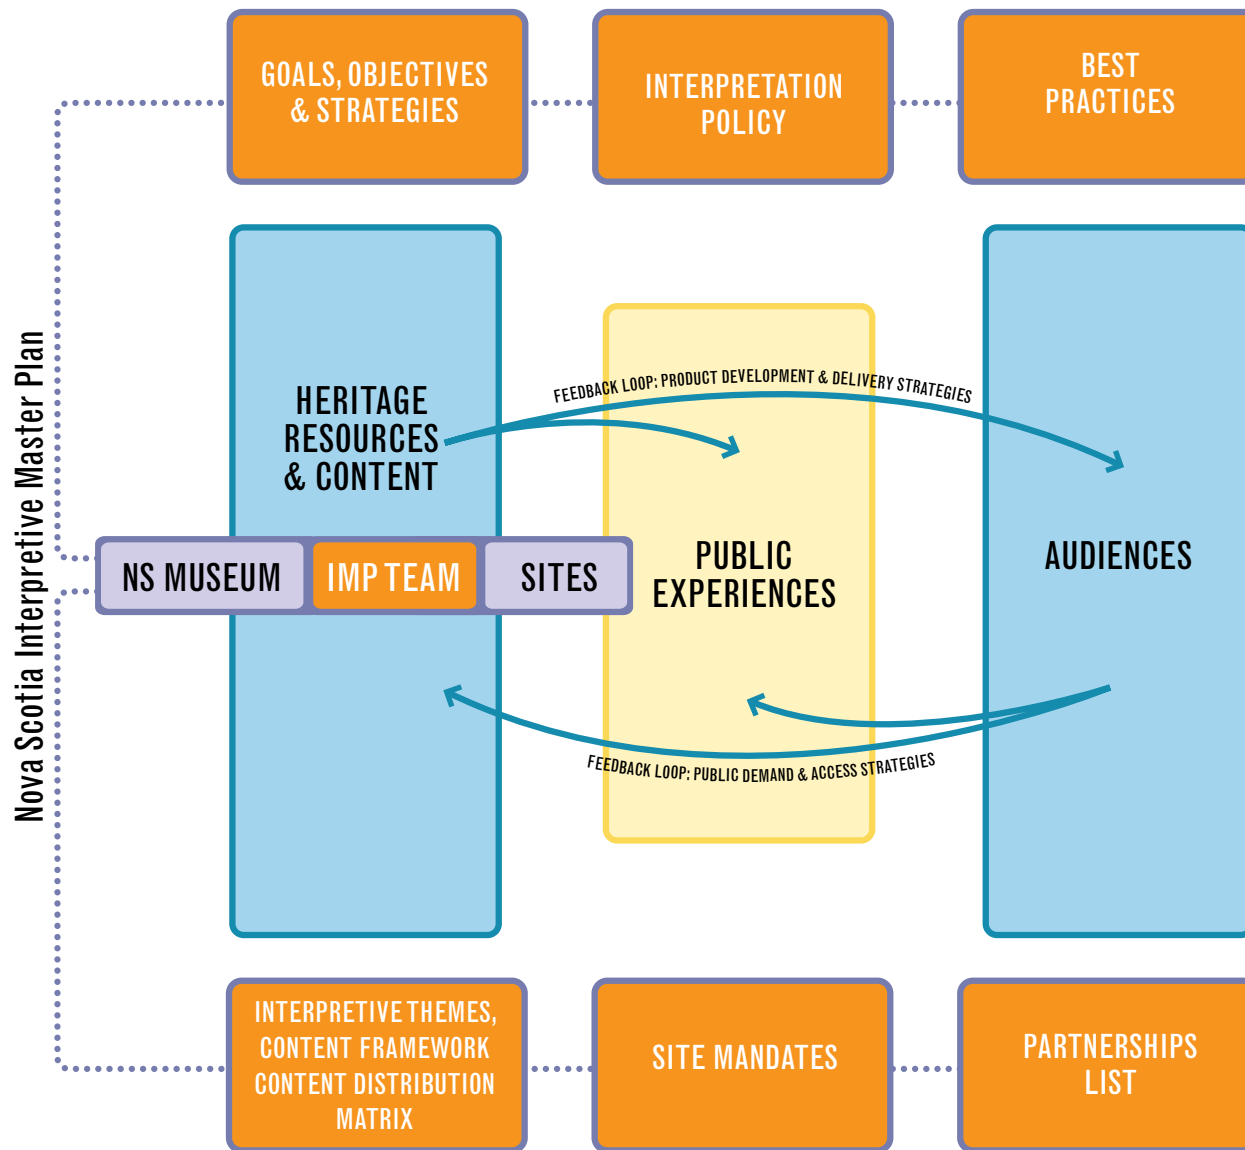 GOALS, OBJECTIVES
& STRATEGIES
INTERPRETATION
POLICY
BEST
PRACTICES
Nova Scotia Interpretive Master Plan
HERITAGE
RESOURCES
& CONTENT
FEEDBACK LOOP: PRODUCT DEVELOPMENT & DELIVERY STRATEGIES
NS MUSEUM
IMP TEAM
SITES
PUBLIC
EXPERIENCES
AUDIENCES
FEEDBACK LOOP: PUBLIC DEMAND & ACCESS STRATEGIES
INTERPRETIVE THEMES,
CONTENT FRAMEWORK
CONTENT DISTRIBUTION
MATRIX
SITE MANDATES
PARTNERSHIPS
LIST